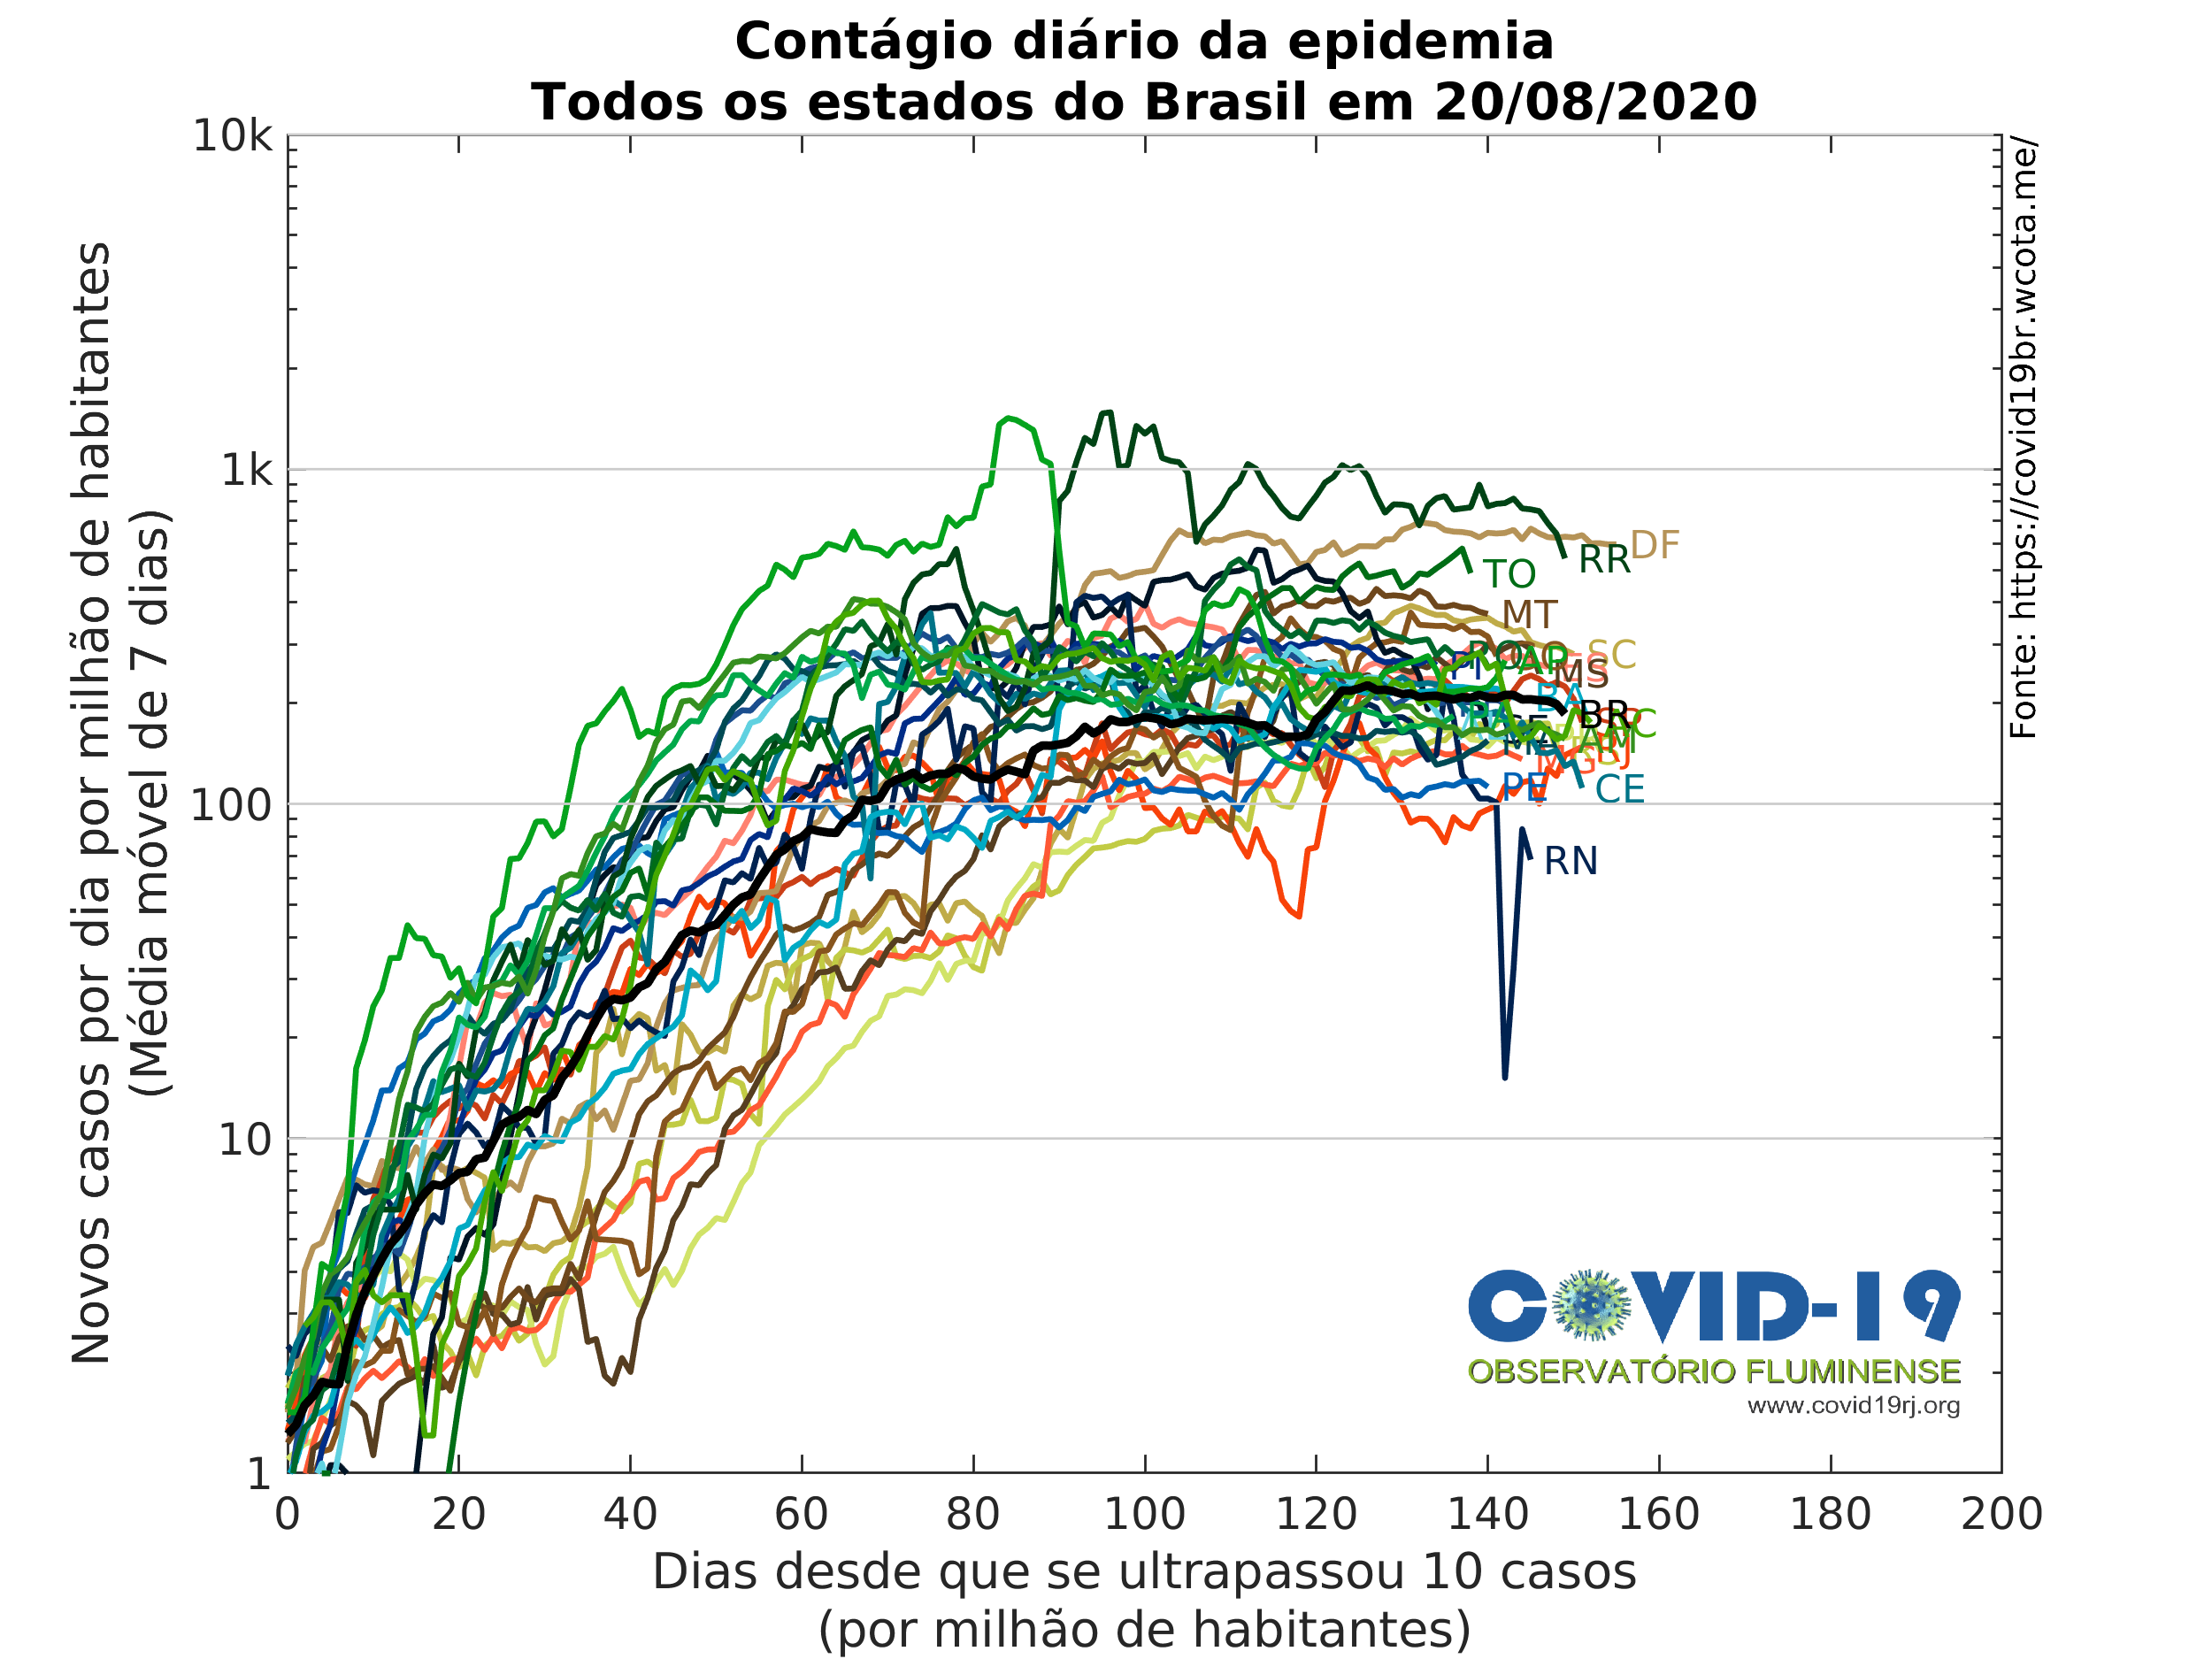 Contágio diário da epidemia
Todos os estados do Brasil em 20/08/2020
Novos casos por dia por milhão de habitantes
(Média móvel de 7 dias)
10k
1k
100
10
1
0 20 40 60 80 100 120 140 160 180 200
Dias desde que se ultrapassou 10 casos
(por milhão de habitantes)
Fonte: https://covid19br.wcota.me/
DF
RR
TO
MT
SC
MS
BR
PE
CE
RN
COVID-19
OBSERVATÓRIO FLUMINENSE
www.covid19rj.org